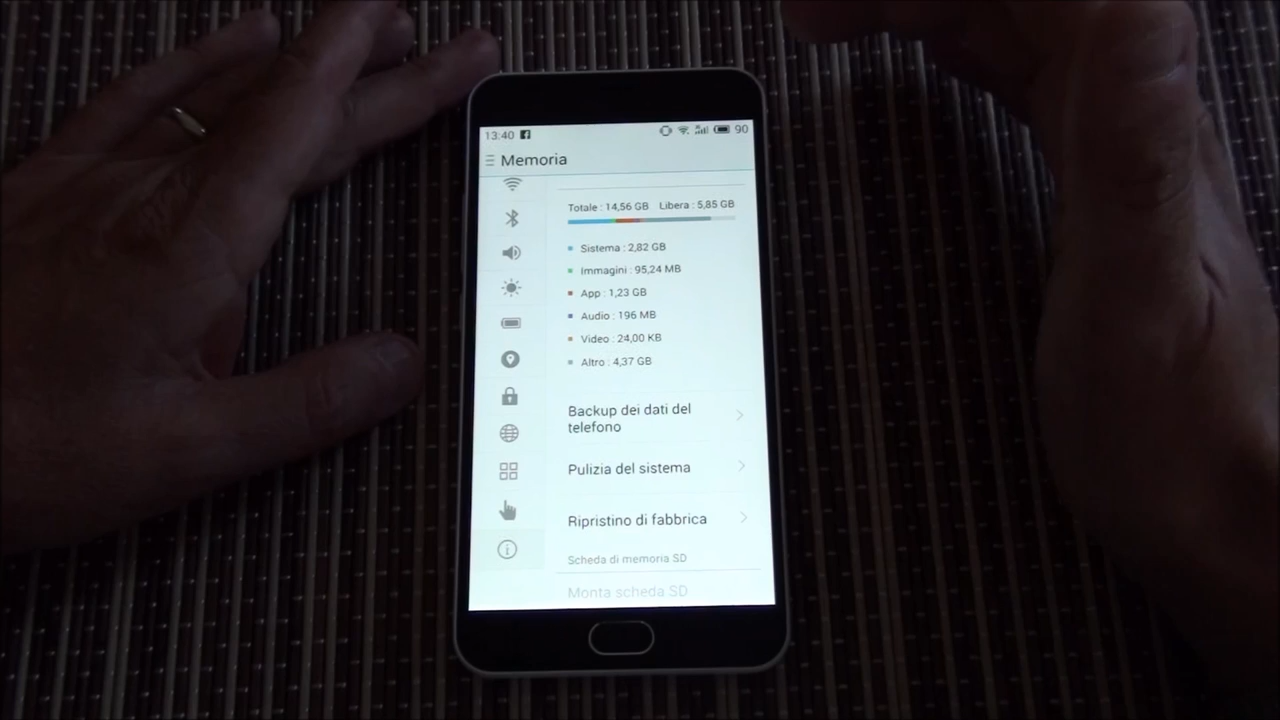 13:40 90
Memoria
Totale : 14,56 GB Libera : 5,85 GB
Sistema : 2,82 GB
Immagini : 95,24 MB
App : 1,23 GB
Audio : 196 MB
Video : 24,00 KB
Altro : 4,37 GB
Backup dei dati del
telefono
Pulizia del sistema
Ripristino di fabbrica
Scheda di memoria SD
Monta scheda SD